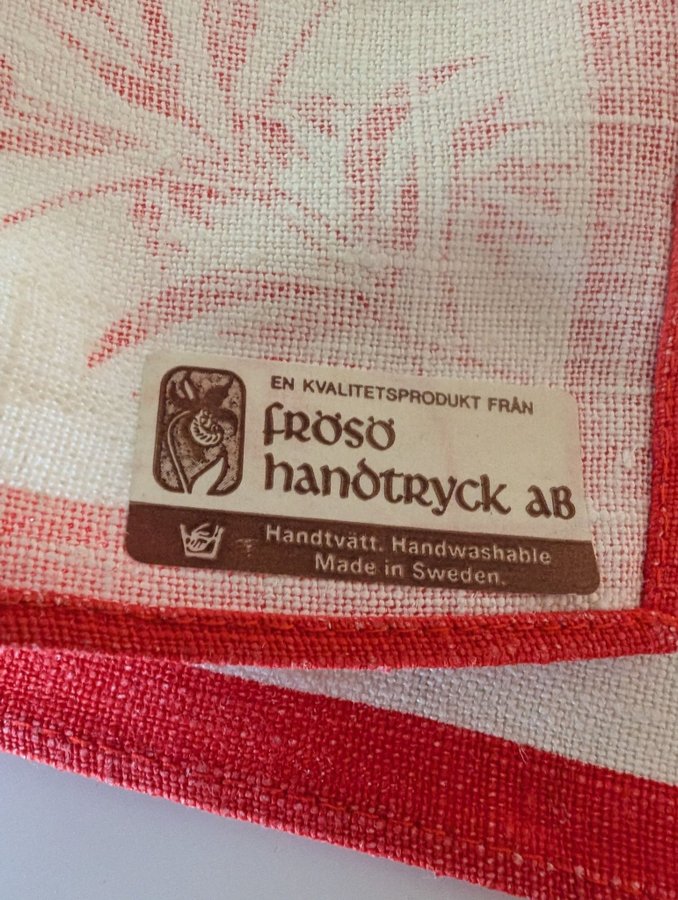 EN KVALITETSPRODUKT FRÅN
fRÖSÖ
handtRyck aB
Handtvätt. Handwashable
Made in Sweden.